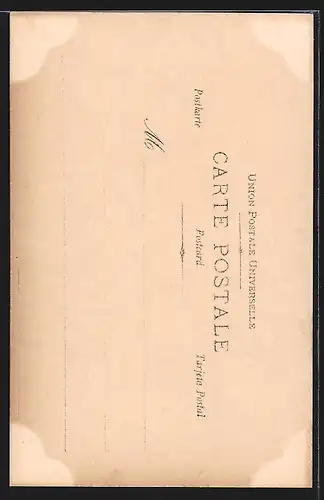 UNION POSTALE UNIVERSELLE
CARTE POSTALE
Postkarte Postcard Tarjeta Postal
M